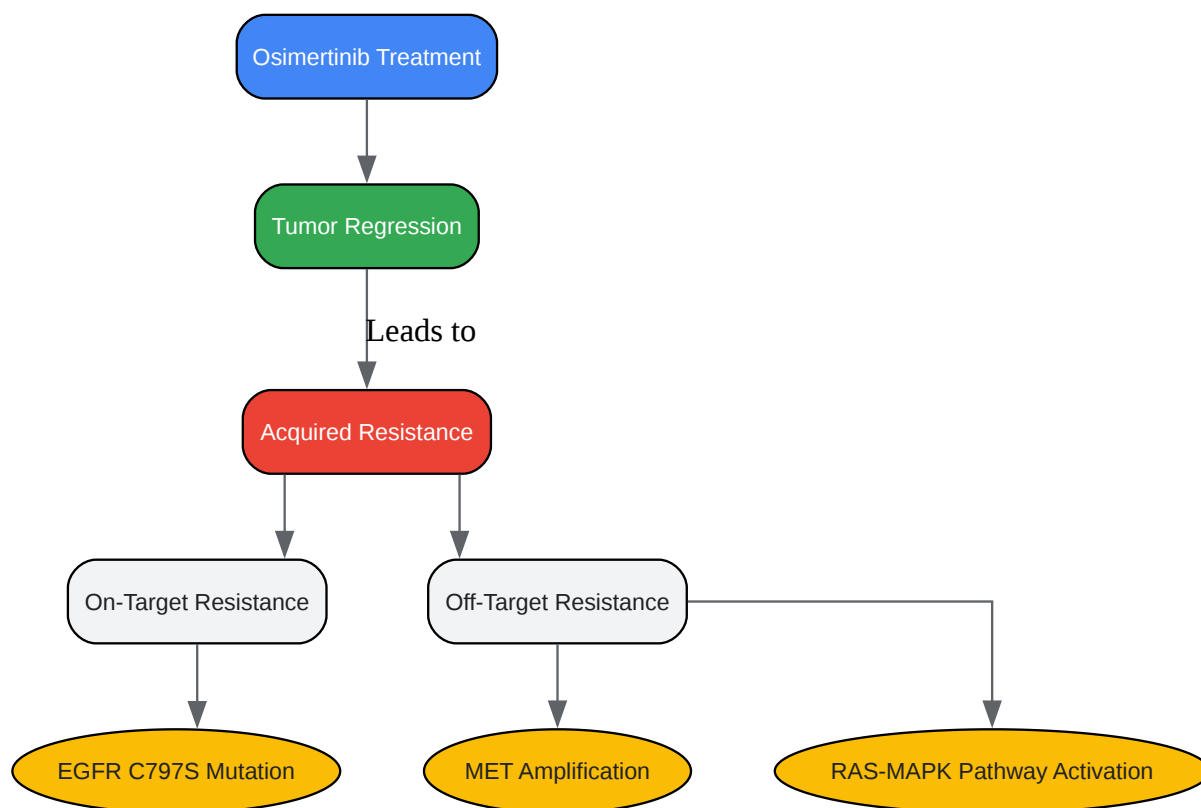 Osimertinib Treatment
Tumor Regression
Leads to
Acquired Resistance
On-Target Resistance
Off-Target Resistance
EGFR C797S Mutation
MET Amplification
RAS-MAPK Pathway Activation